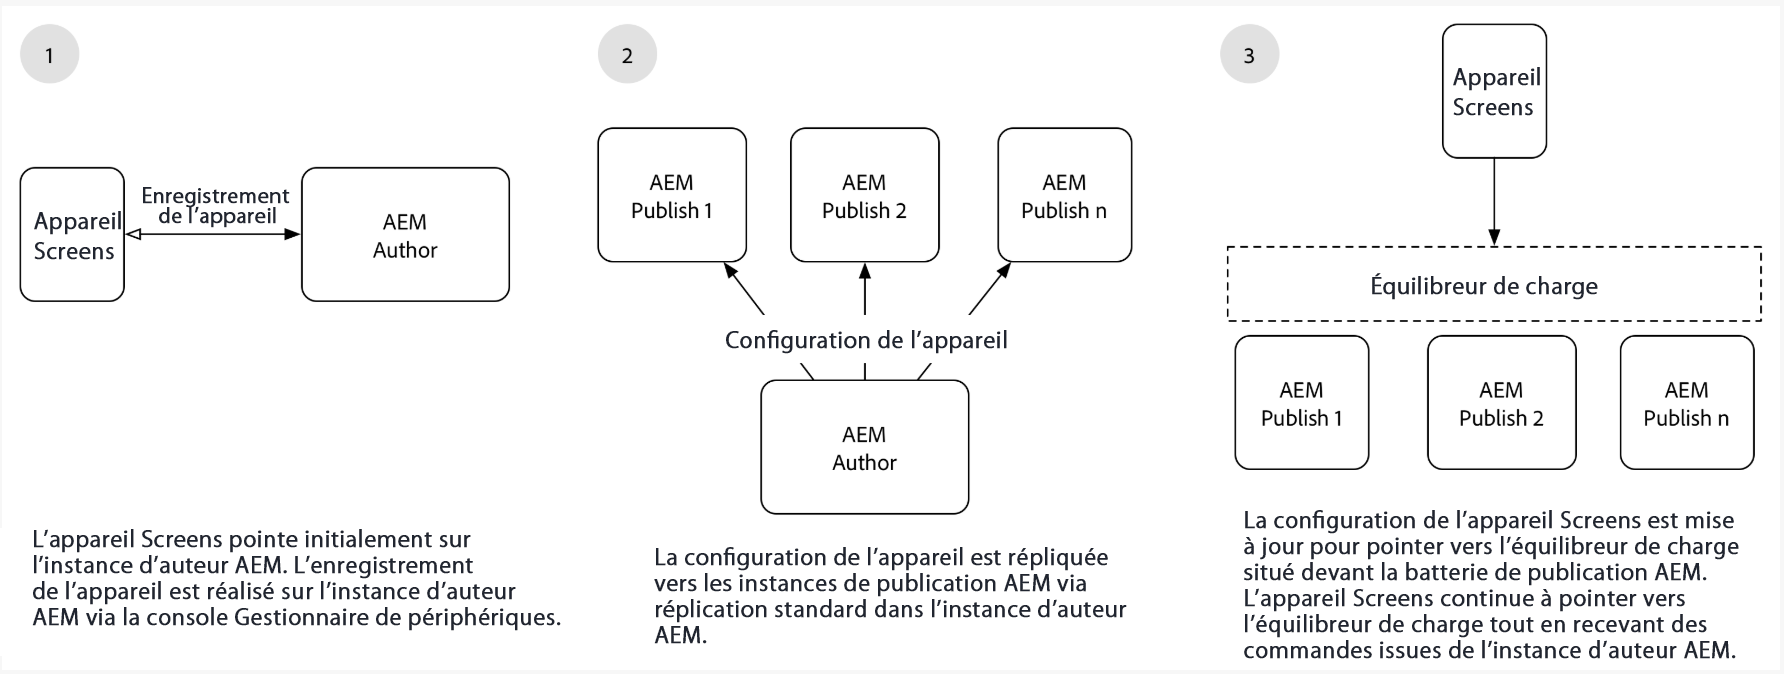 1
Appareil
Screens
Enregistrement
de l’appareil
AEM
Author
L’appareil Screens pointe initialement sur
l’instance d’auteur AEM. L’enregistrement
de l’appareil est réalisé sur l’instance d’auteur
AEM via la console Gestionnaire de périphériques.
2
AEM
Publish 1
AEM
Publish 2
AEM
Publish n
Configuration de l’appareil
AEM
Author
La configuration de l’appareil est répliquée
vers les instances de publication AEM via
réplication standard dans l’instance d’auteur
AEM.
3
Appareil
Screens
Équilibreur de charge
AEM
Publish 1
AEM
Publish 2
AEM
Publish n
La configuration de l’appareil Screens est mise
à jour pour pointer vers l’équilibreur de charge
situé devant la batterie de publication AEM.
L’appareil Screens continue à pointer vers
l’équilibreur de charge tout en recevant des
commandes issues de l’instance d’auteur AEM.